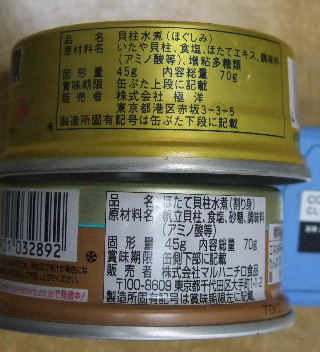 品名 貝柱水煮(ほぐしみ)
原材料名 いたや貝柱、食塩、ほたてエキス、調味料
(アミノ酸等)、増粘多糖類
固形量 45g 内容総量 70g
賞味期限 缶ぶた上段に記載
販売者 株式会社 極洋
東京都港区赤坂3-3-5
製造所固有記号は缶ぶた下段に記載
品名 ほたて貝柱水煮(割り身)
原材料名 帆立貝柱、食塩、砂糖、調味料
(アミノ酸等)
固形量 45g 内容総量 70g
賞味期限 缶側下部に記載
販売者 株式会社マルハニチロ食品
〒100-8609 東京都千代田区大手町1-1-2
製造所固有記号は賞味期限左に記載
01 032892
で発信中!